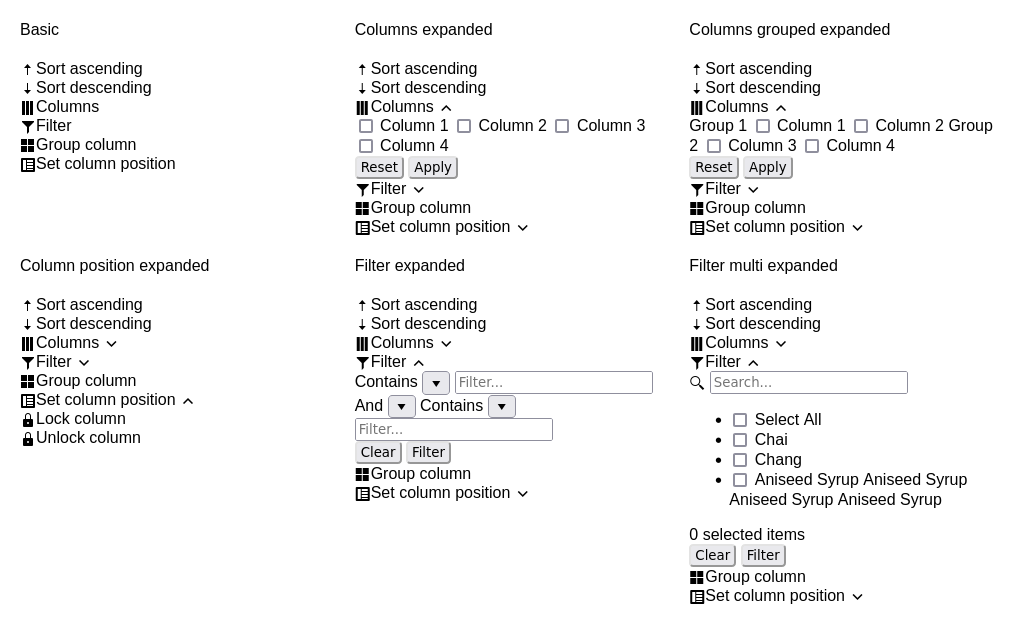 Basic
Sort ascending
Sort descending
Columns
Filter
Group column
Set column position
Columns expanded
Sort ascending
Sort descending
Columns
Column 1 Column 2 Column 3
Column 4
Reset Apply
Filter
Group column
Set column position
Columns grouped expanded
Sort ascending
Sort descending
Columns
Group 1 Column 1 Column 2 Group
2 Column 3 Column 4
Reset Apply
Filter
Group column
Set column position
Column position expanded
Sort ascending
Sort descending
Columns
Filter
Group column
Set column position
Lock column
Unlock column
Filter expanded
Sort ascending
Sort descending
Columns
Filter
Contains Filter...
And Contains
Filter...
Clear Filter
Group column
Set column position
Filter multi expanded
Sort ascending
Sort descending
Columns
Filter
Search...
Select All
Chai
Chang
Aniseed Syrup Aniseed Syrup
Aniseed Syrup Aniseed Syrup
0 selected items
Clear Filter
Group column
Set column position